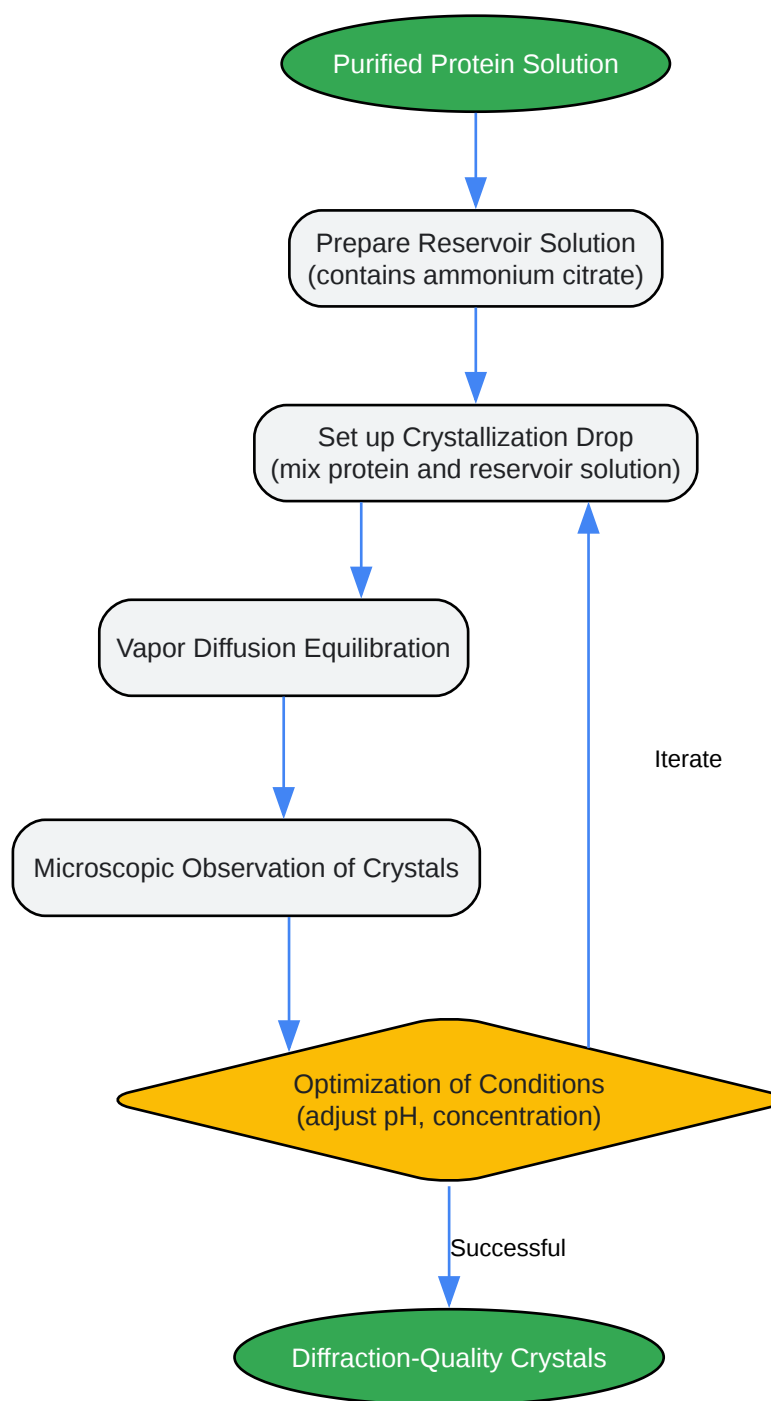 Purified Protein Solution
Prepare Reservoir Solution
(contains ammonium citrate)
Set up Crystallization Drop
(mix protein and reservoir solution)
Vapor Diffusion Equilibration
Iterate
Microscopic Observation of Crystals
Optimization of Conditions
(adjust pH, concentration)
Successful
Diffraction-Quality Crystals